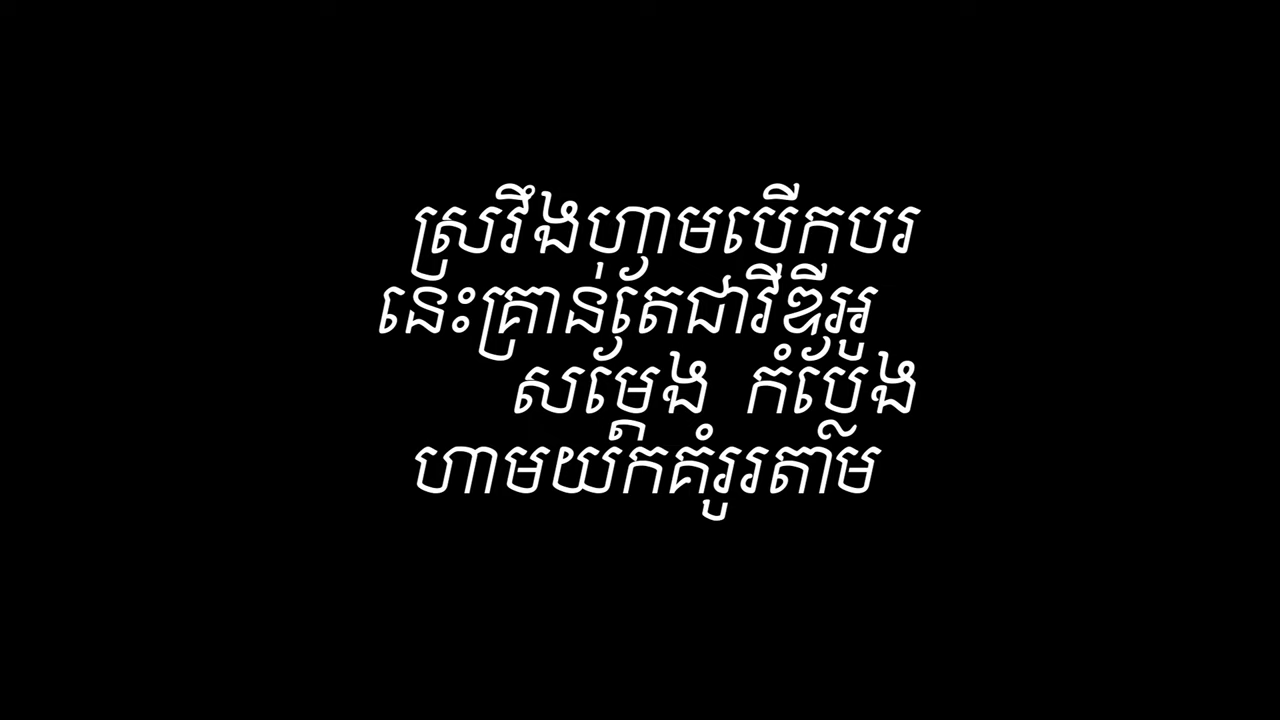 ស្រវឹងហាមបើកបរ
នេះគ្រាន់តែជាវីឌីអូ
សម្តែង កំប្លែង
ហាមយកគំរូរតាម